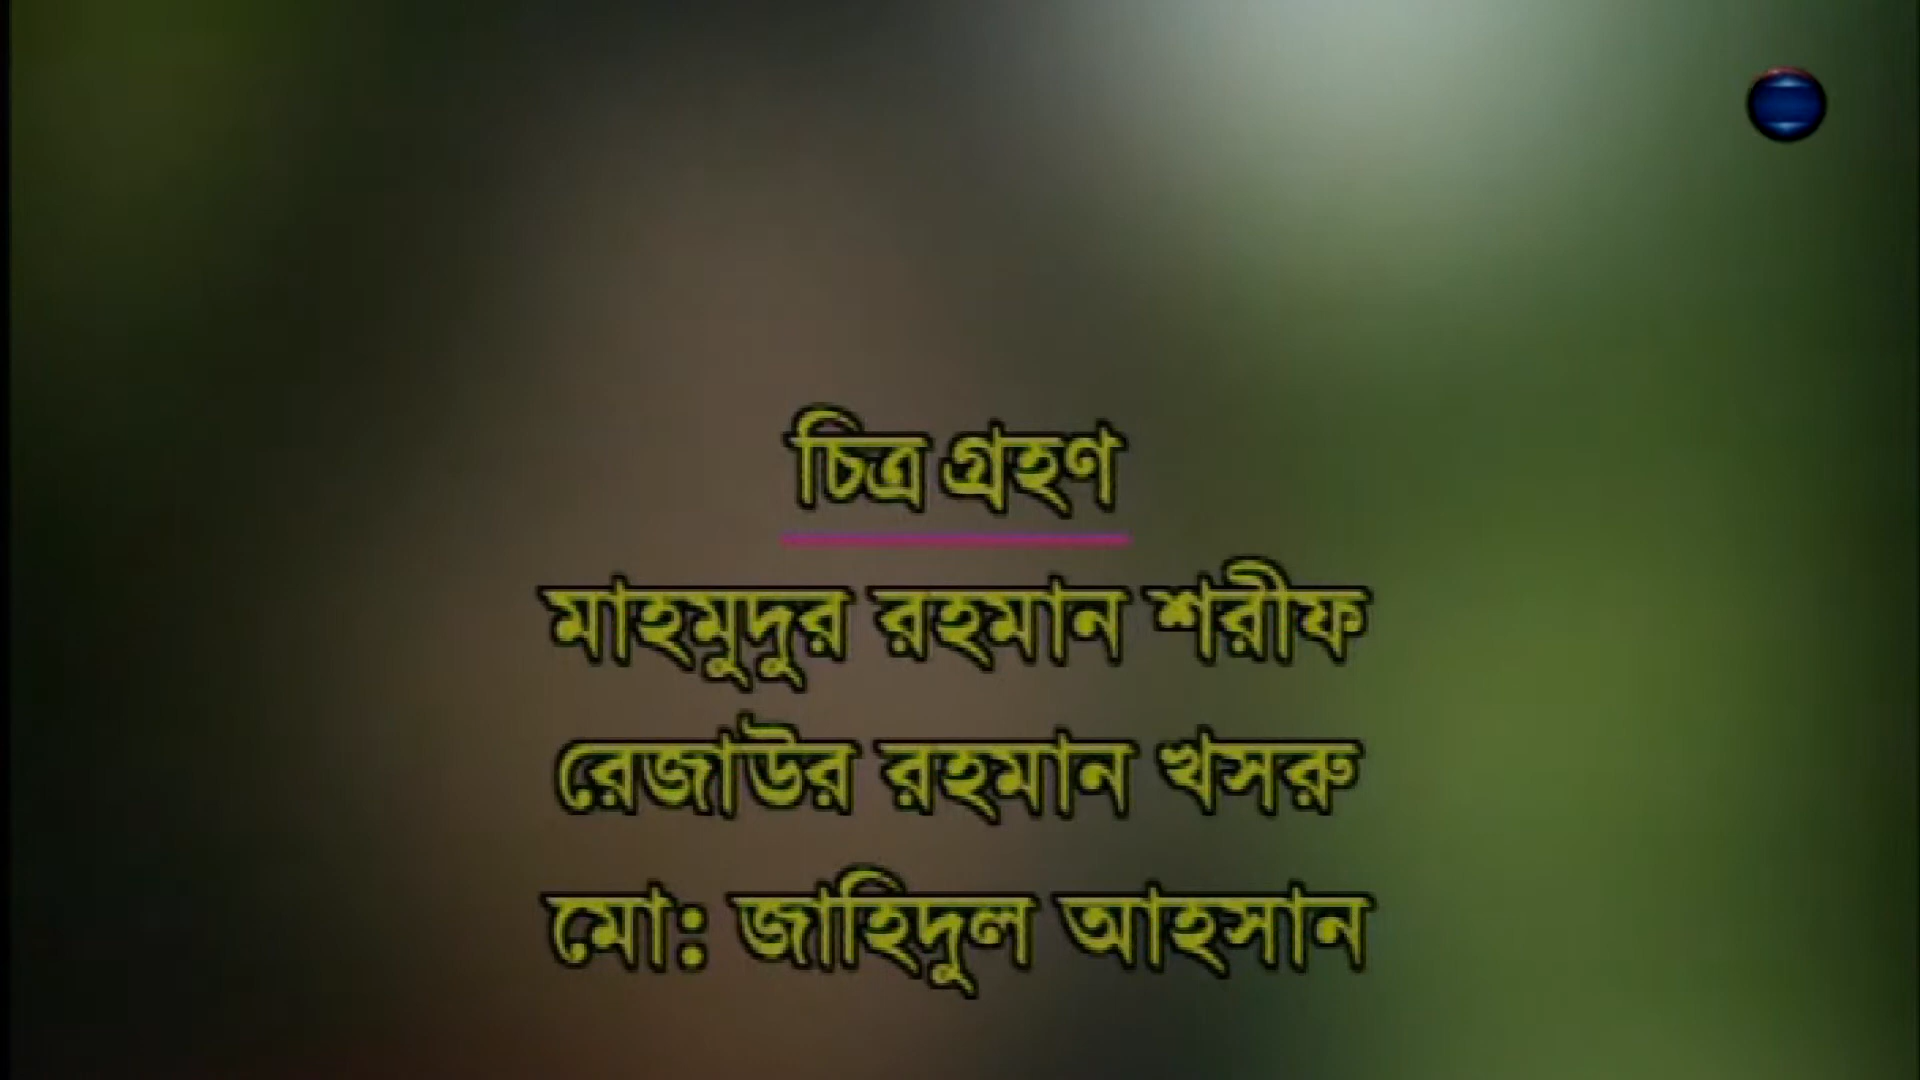 চিত্র গ্রহণ
মাহমুদুর রহমান শরীফ
রেজাউর রহমান খসরু
মো: জাহিদুল আহসান